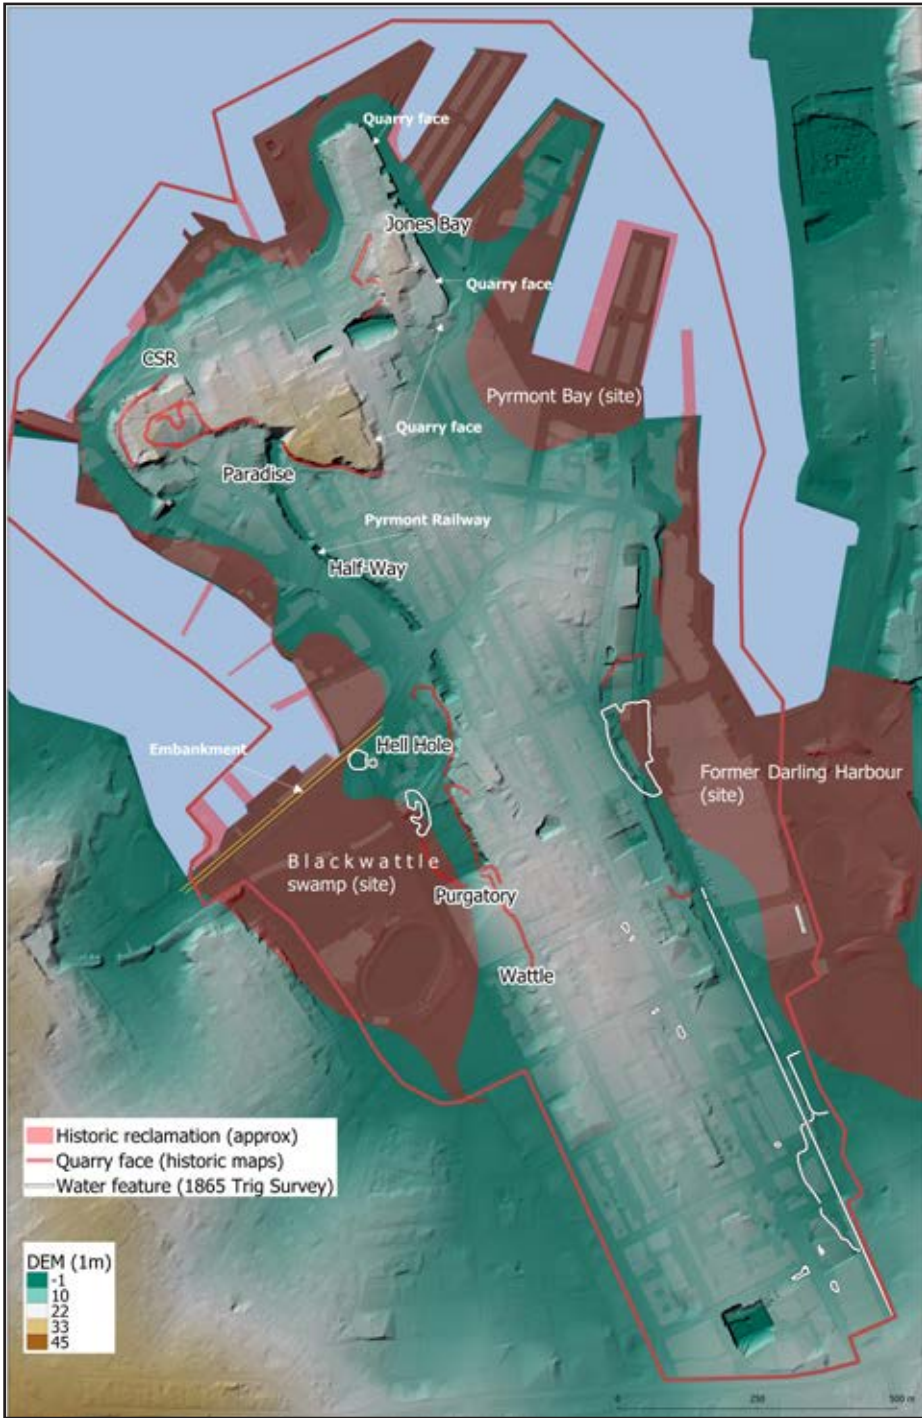 Quarry face
Jones Bay
Quarry face
CSR
Pyrmont Bay (site)
Quarry face
Paradise
Pyrmont Railway
Half-Way
Embankment
Hell Hole
Former Darling Harbour
(site)
Blackwattle
swamp (site)
Purgatory
Wattle
Historic reclamation (approx)
Quarry face (historic maps)
Water feature (1865 Trig Survey)
DEM (1m)
-1
10
22
33
45
0 250 500 m